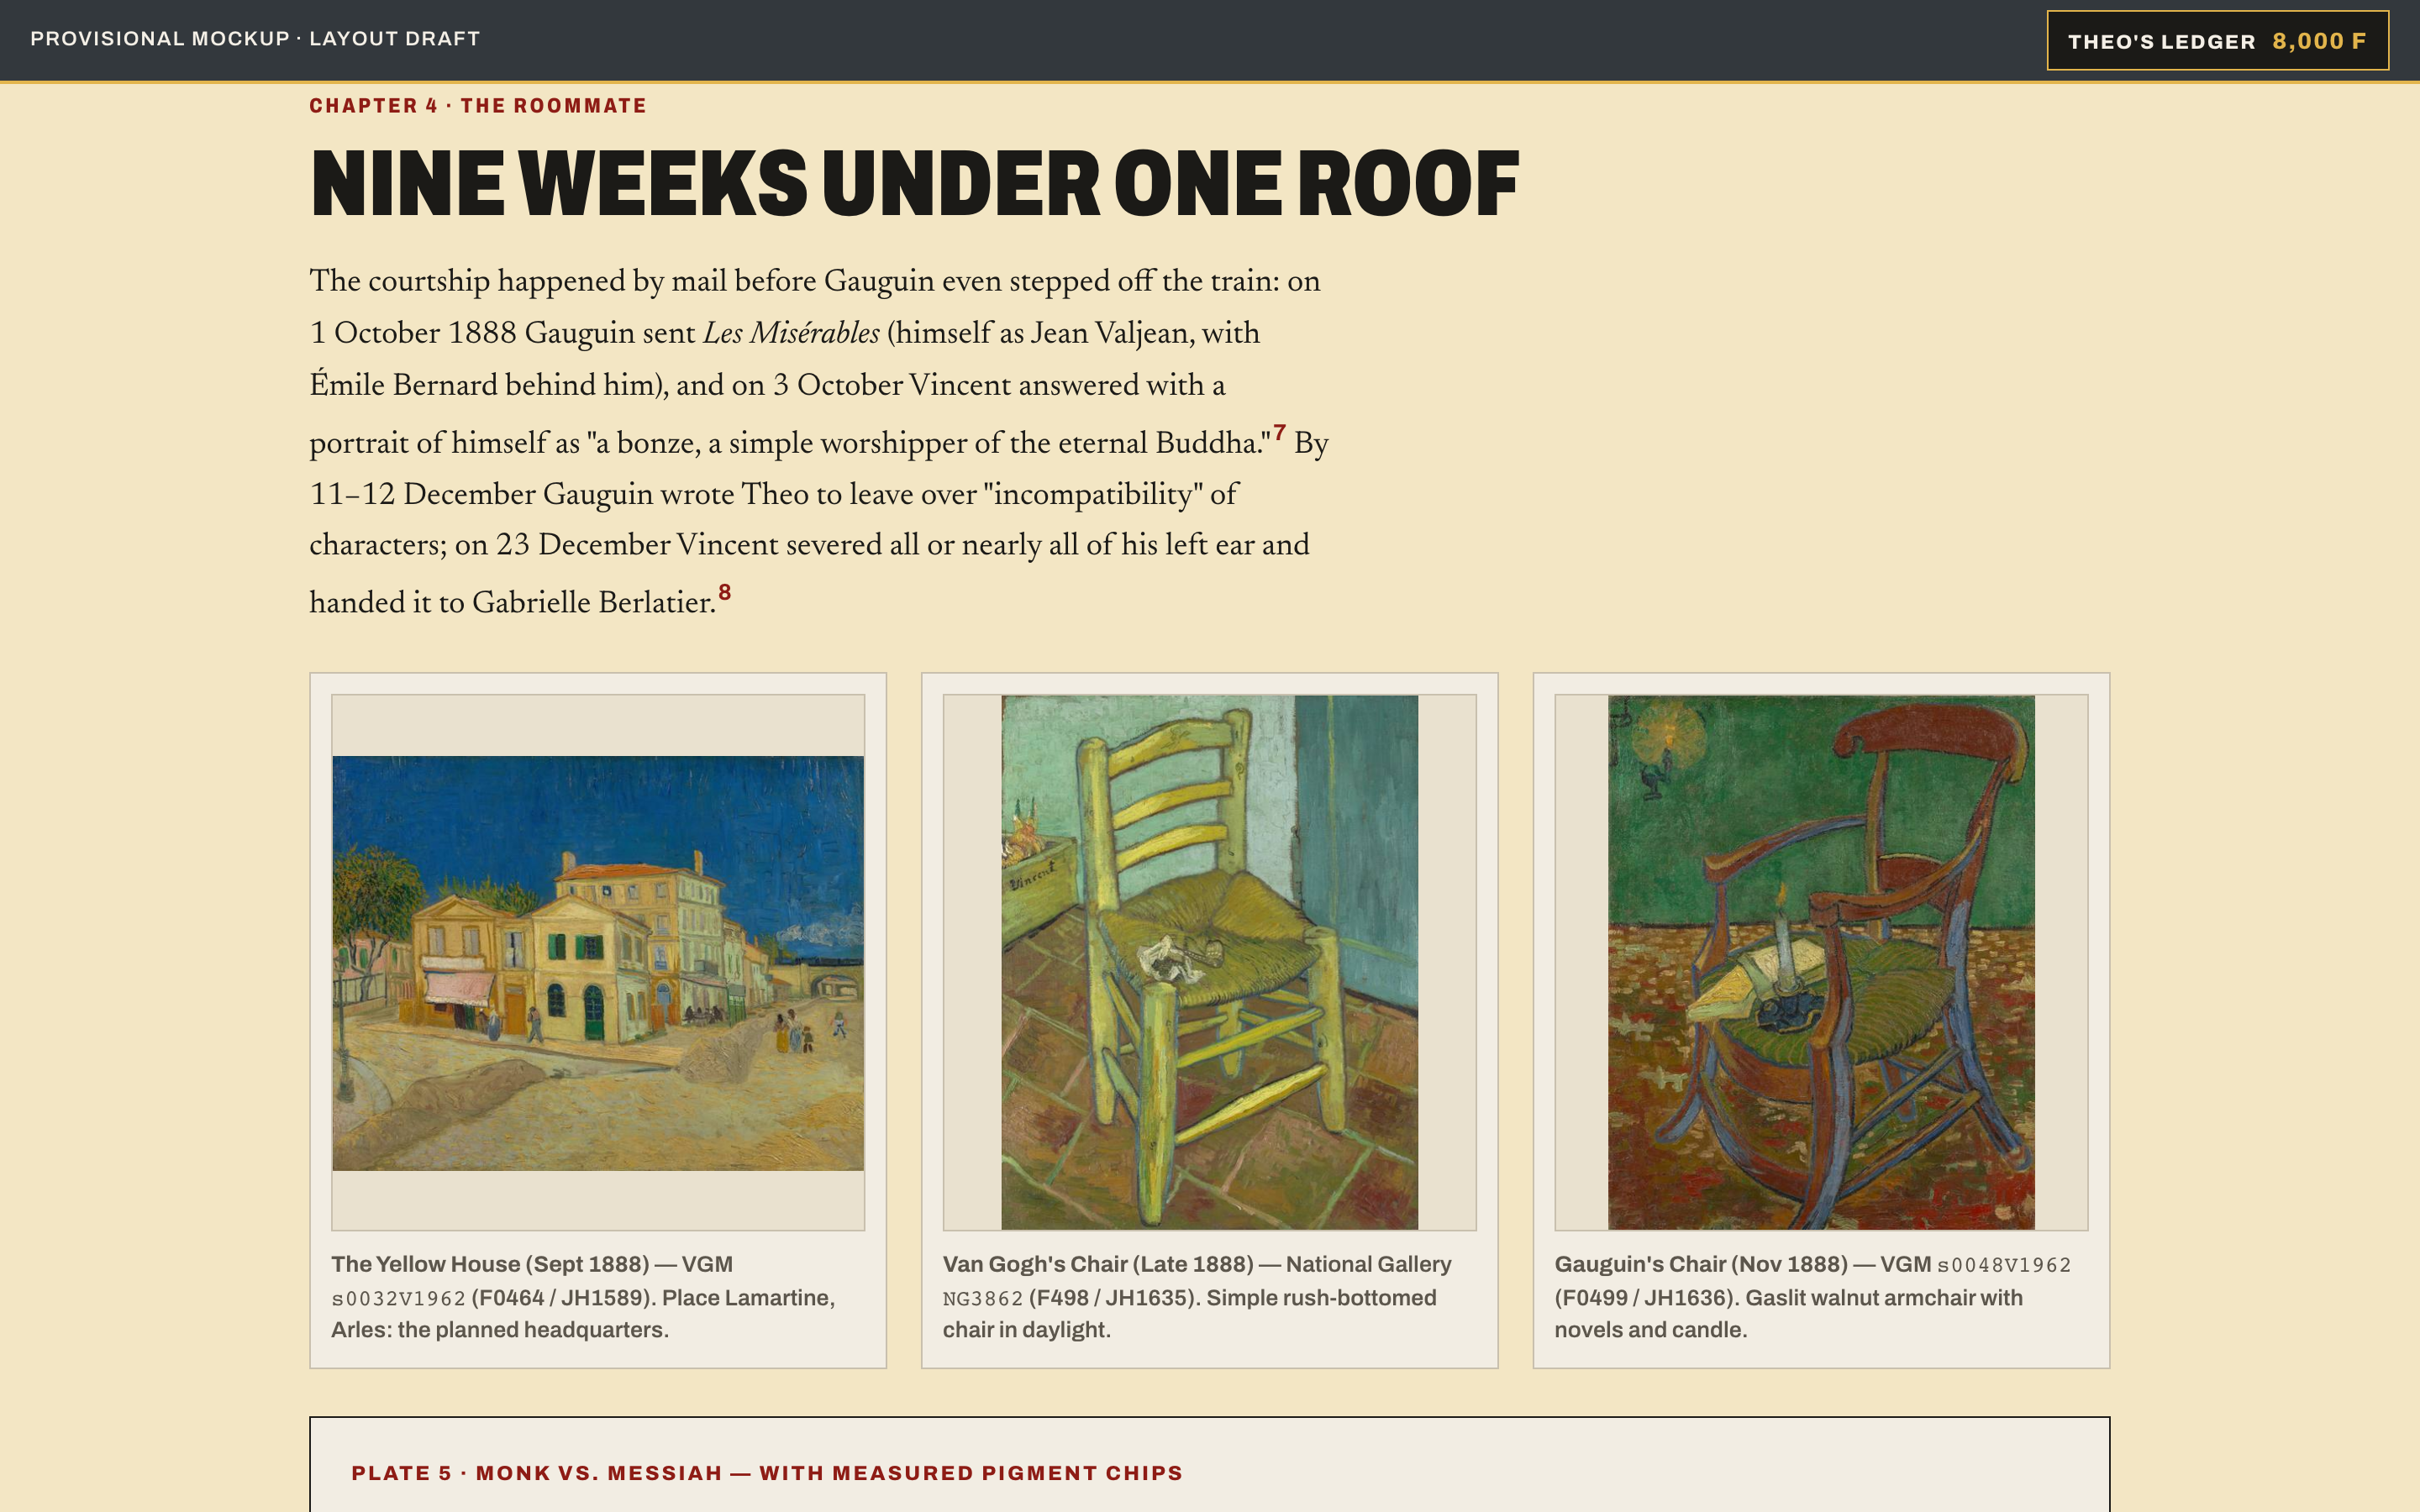 PROVISIONAL MOCKUP · LAYOUT DRAFT
THEO'S LEDGER 8,000 F
CHAPTER 4 · THE ROOMMATE
NINE WEEKS UNDER ONE ROOF
The courtship happened by mail before Gauguin even stepped off the train: on
1 October 1888 Gauguin sent Les Misérables (himself as Jean Valjean, with
Émile Bernard behind him), and on 3 October Vincent answered with a
portrait of himself as "a bonze, a simple worshipper of the eternal Buddha."7 By
11–12 December Gauguin wrote Theo to leave over "incompatibility" of
characters; on 23 December Vincent severed all or nearly all of his left ear and
handed it to Gabrielle Berlatier.8
Vincent
The Yellow House (Sept 1888) — VGM
s0032V1962 (F0464 / JH1589). Place Lamartine,
Arles: the planned headquarters.
Van Gogh's Chair (Late 1888) — National Gallery
NG3862 (F498 / JH1635). Simple rush-bottomed
chair in daylight.
Gauguin's Chair (Nov 1888) — VGM s0048V1962
(F0499 / JH1636). Gaslit walnut armchair with
novels and candle.
PLATE 5 · MONK VS. MESSIAH — WITH MEASURED PIGMENT CHIPS